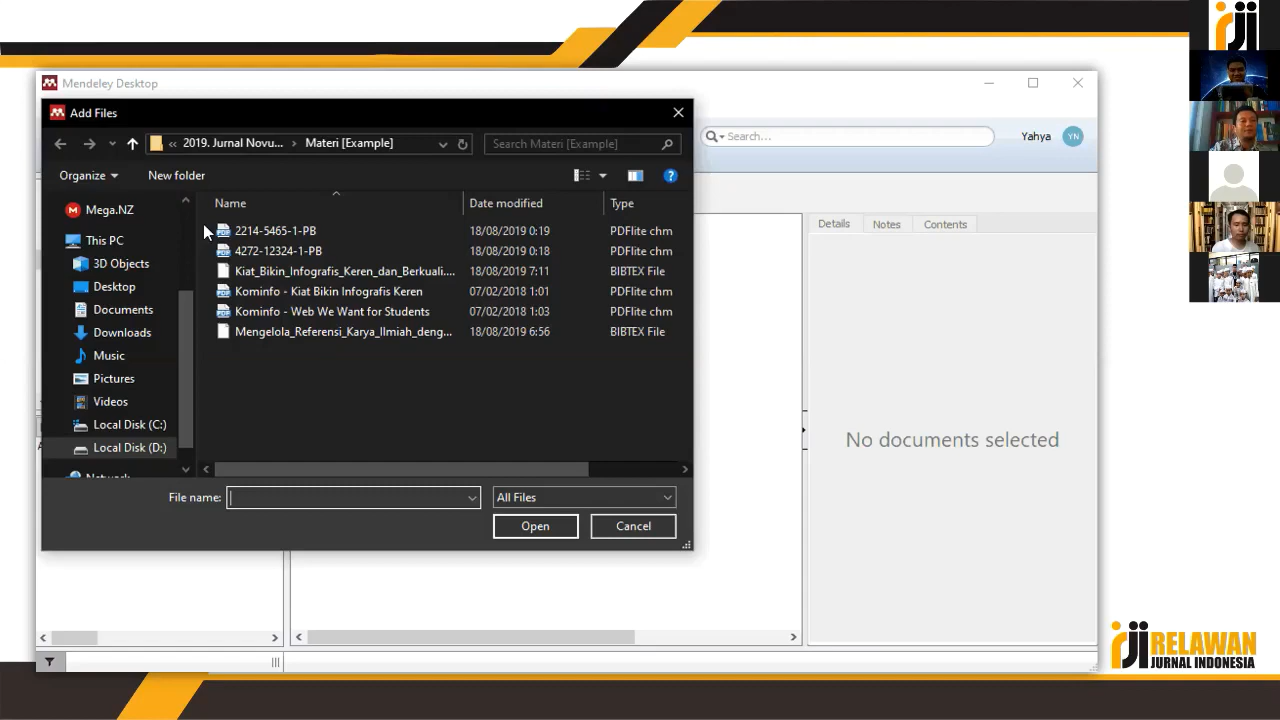 Mendeley Desktop
Add Files
« 2019. Jurnal Novu... › Materi [Example]
Search Materi [Example]
Search...
Yahya
YN
Organize
New folder
Name
Date modified
Type
Mega.NZ
This PC
3D Objects
Desktop
Documents
Downloads
Music
Pictures
Videos
Local Disk (C:)
Local Disk (D:)
Network
2214-5465-1-PB 18/08/2019 0:19 PDFlite chm
4272-12324-1-PB 18/08/2019 0:18 PDFlite chm
Kiat_Bikin_Infografis_Keren_dan_Berkuali.... 18/08/2019 7:11 BIBTEX File
Kominfo - Kiat Bikin Infografis Keren 07/02/2018 1:01 PDFlite chm
Kominfo - Web We Want for Students 07/02/2018 1:03 PDFlite chm
Mengelola_Referensi_Karya_Ilmiah_deng... 18/08/2019 6:56 BIBTEX File
File name:
All Files
Open
Cancel
Details
Notes
Contents
No documents selected
RELAWAN
JURNAL INDONESIA